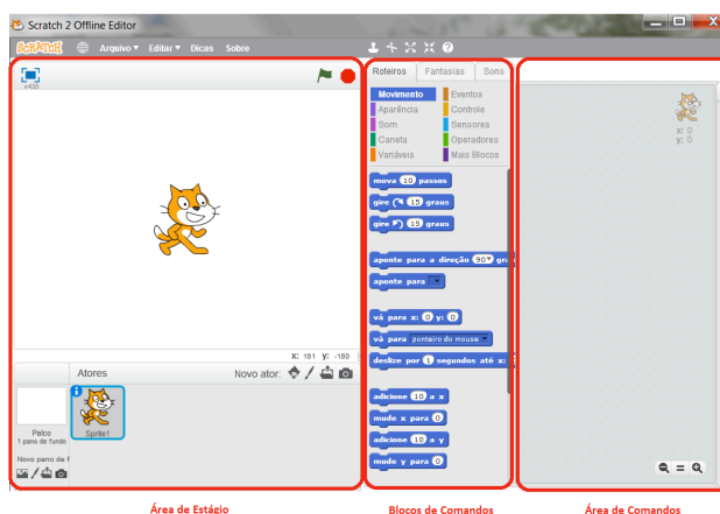 Scratch 2 Offline Editor
SCRATCH Arquivo Editar Dicas Sobre
v435
Roteiros Fantasias Sons
Movimento Eventos
Aparência Controle
Som Sensores
Caneta Operadores
Variáveis Mais Blocos
x: 0
y: 0
mova 10 passos
gire 15 graus
gire 15 graus
aponte para a direção 90 gra
aponte para
vá para x: 0 y: 0
vá para ponteiro do mouse
deslize por 1 segundos até x:
adicione 10 a x
mude x para 0
adicione 10 a y
mude y para 0
x: 181 y: -180
Atores Novo ator:
Palco
1 pano de fundo
Sprite1
Novo pano de f
Área de Estágio Blocos de Comandos Área de Comandos